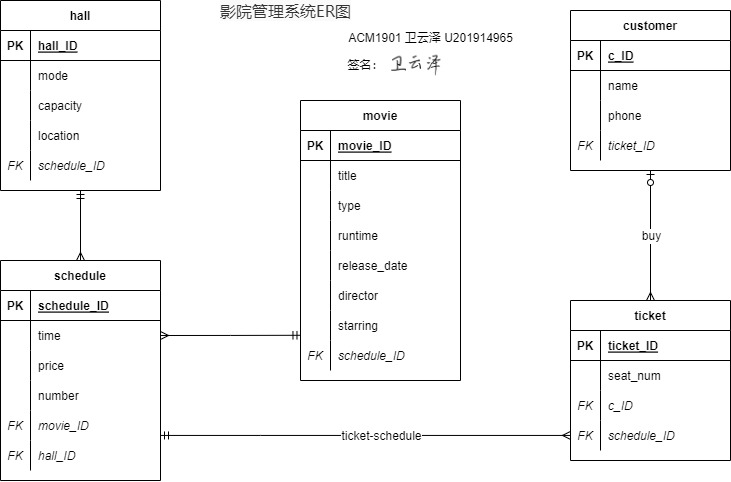 影院管理系统ER图
ACM1901 卫云泽 U201914965
签名： 卫云泽
hall
PK hall_ID
mode
capacity
location
FK schedule_ID
customer
PK c_ID
name
phone
FK ticket_ID
movie
PK movie_ID
title
type
runtime
release_date
director
starring
FK schedule_ID
buy
schedule
PK schedule_ID
time
price
number
FK movie_ID
FK hall_ID
ticket
PK ticket_ID
seat_num
FK c_ID
FK schedule_ID
ticket-schedule